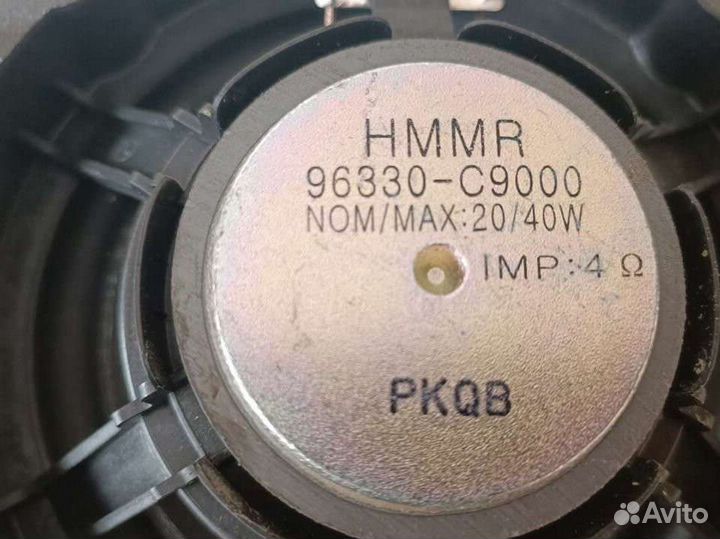 HMMR
96330-C9000
NOM/MAX:20/40W
IMP:4 Ω
PKQB
Avito